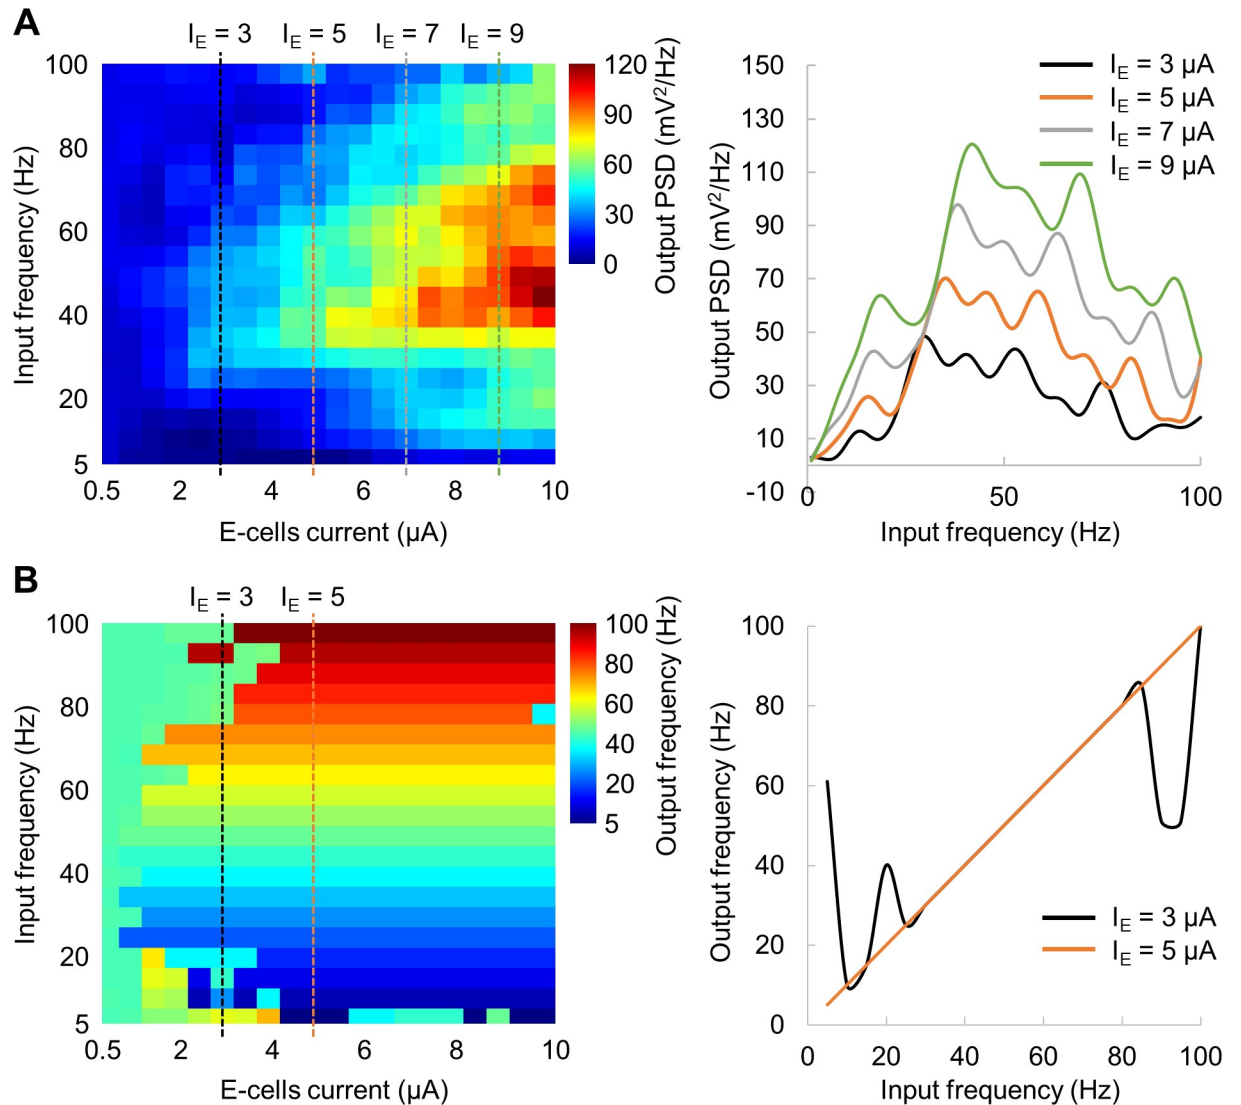 A
I_E = 3 I_E = 5 I_E = 7 I_E = 9
100
80
60
40
20
5
Input frequency (Hz)
0.5 2 4 6 8 10
E-cells current (µA)
120
90
60
30
0
Output PSD (mV²/Hz)
150
130
110
90
70
50
30
10
-10
Output PSD (mV²/Hz)
0 50 100
Input frequency (Hz)
I_E = 3 µA
I_E = 5 µA
I_E = 7 µA
I_E = 9 µA
B
I_E = 3 I_E = 5
100
80
60
40
20
5
Input frequency (Hz)
0.5 2 4 6 8 10
E-cells current (µA)
100
80
60
40
20
5
Output frequency (Hz)
100
80
60
40
20
0
Output frequency (Hz)
0 20 40 60 80 100
Input frequency (Hz)
I_E = 3 µA
I_E = 5 µA